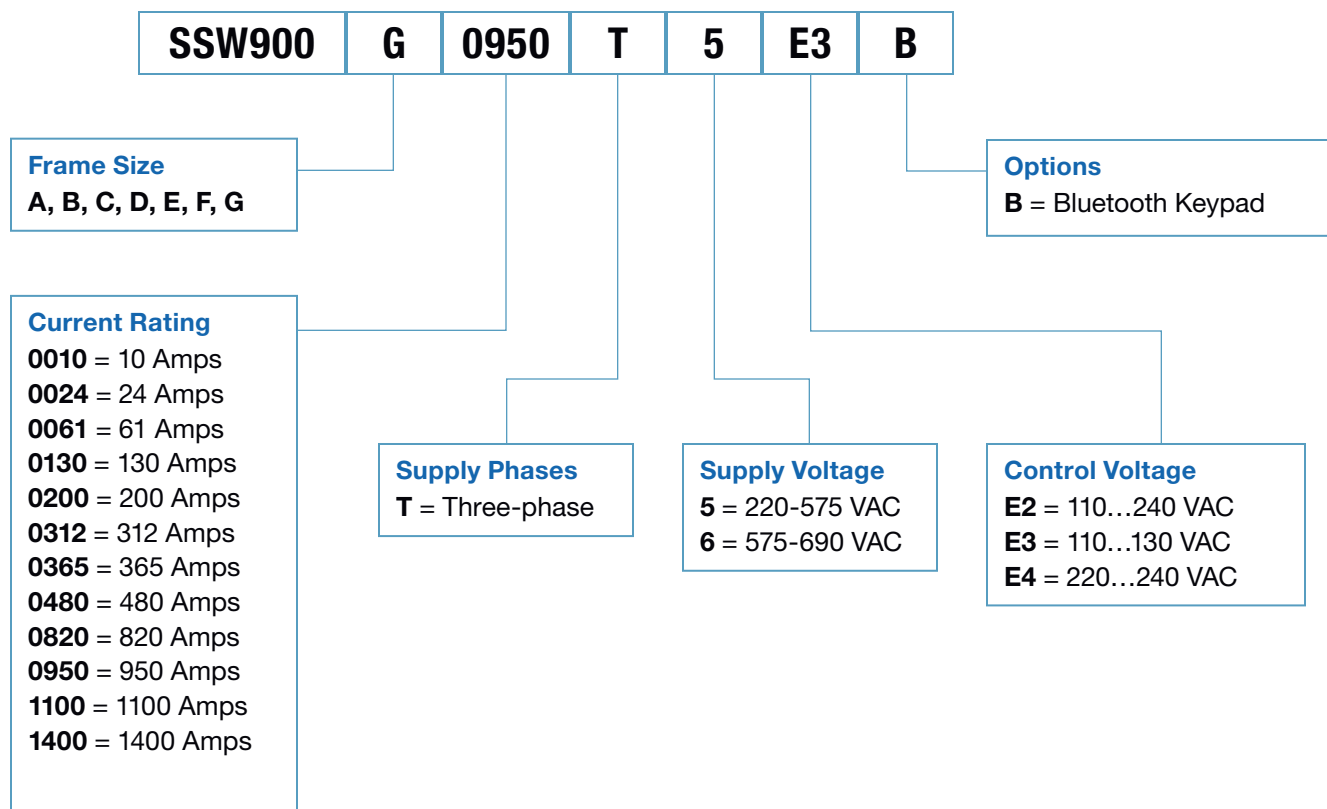 SSW900 G 0950 T 5 E3 B
Frame Size
A, B, C, D, E, F, G
Options
B = Bluetooth Keypad
Current Rating
0010 = 10 Amps
0024 = 24 Amps
0061 = 61 Amps
0130 = 130 Amps
0200 = 200 Amps
0312 = 312 Amps
0365 = 365 Amps
0480 = 480 Amps
0820 = 820 Amps
0950 = 950 Amps
1100 = 1100 Amps
1400 = 1400 Amps
Supply Phases
T = Three-phase
Supply Voltage
5 = 220-575 VAC
6 = 575-690 VAC
Control Voltage
E2 = 110…240 VAC
E3 = 110…130 VAC
E4 = 220…240 VAC